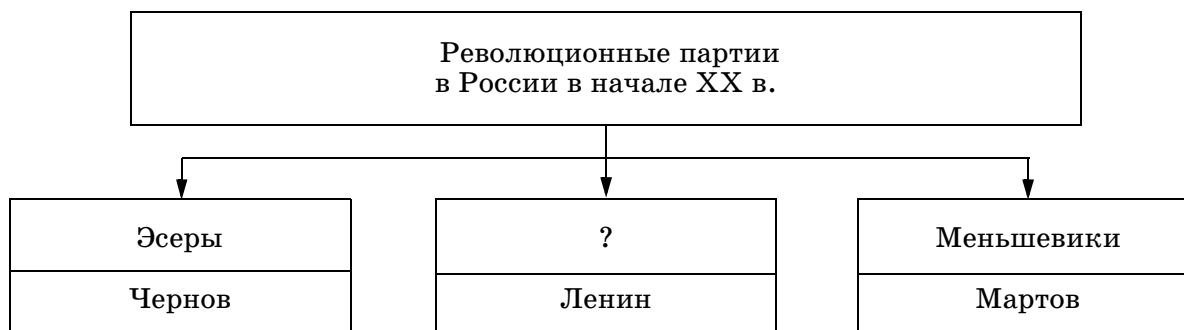 Революционные партии
в России в начале XX в.
Эсеры
?
Меньшевики
Чернов
Ленин
Мартов